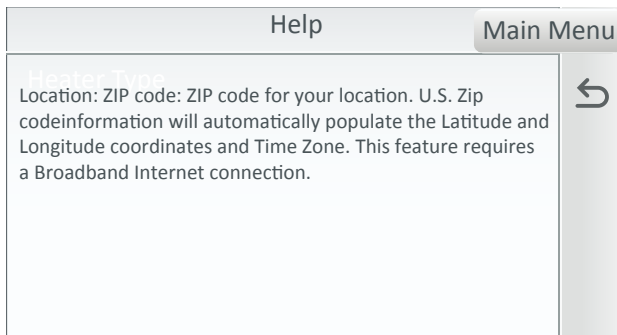 Help
Main Menu
Heater Type
Location: ZIP code: ZIP code for your location. U.S. Zip
codeinformation will automatically populate the Latitude and
Longitude coordinates and Time Zone. This feature requires
a Broadband Internet connection.